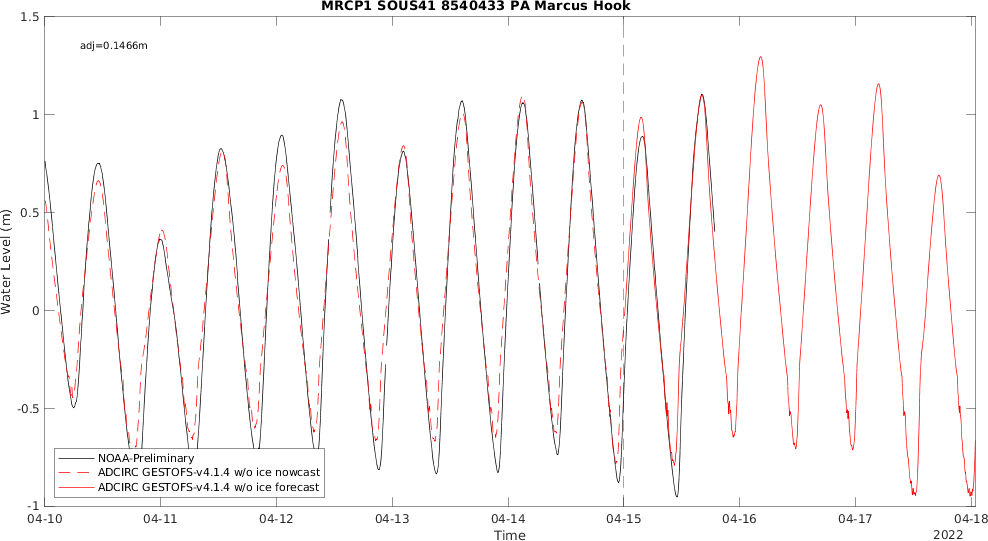 MRCP1 SOUS41 8540433 PA Marcus Hook
adj=0.1466m
1.5
1
0.5
0
-0.5
-1
Water Level (m)
NOAA-Preliminary
ADCIRC GESTOFS-v4.1.4 w/o ice nowcast
ADCIRC GESTOFS-v4.1.4 w/o ice forecast
04-10 04-11 04-12 04-13 04-14 04-15 04-16 04-17 04-18
Time
2022